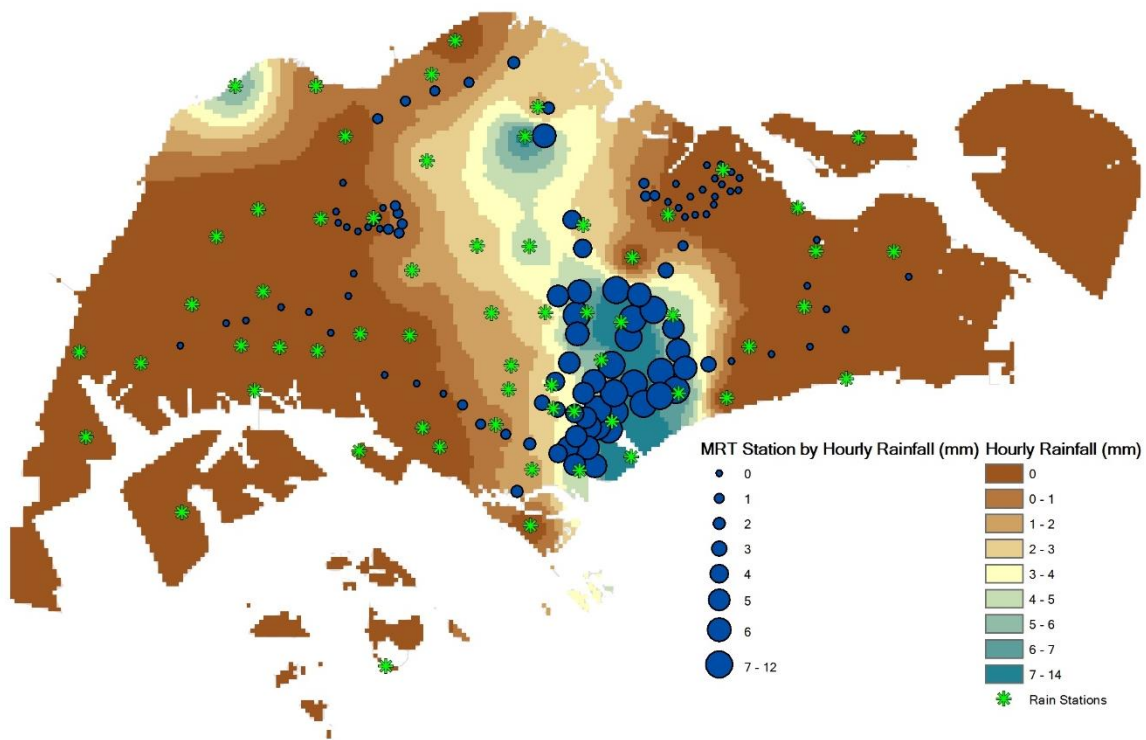 MRT Station by Hourly Rainfall (mm)
0
1
2
3
4
5
6
7 - 12
Hourly Rainfall (mm)
0
0 - 1
1 - 2
2 - 3
3 - 4
4 - 5
5 - 6
6 - 7
7 - 14
Rain Stations